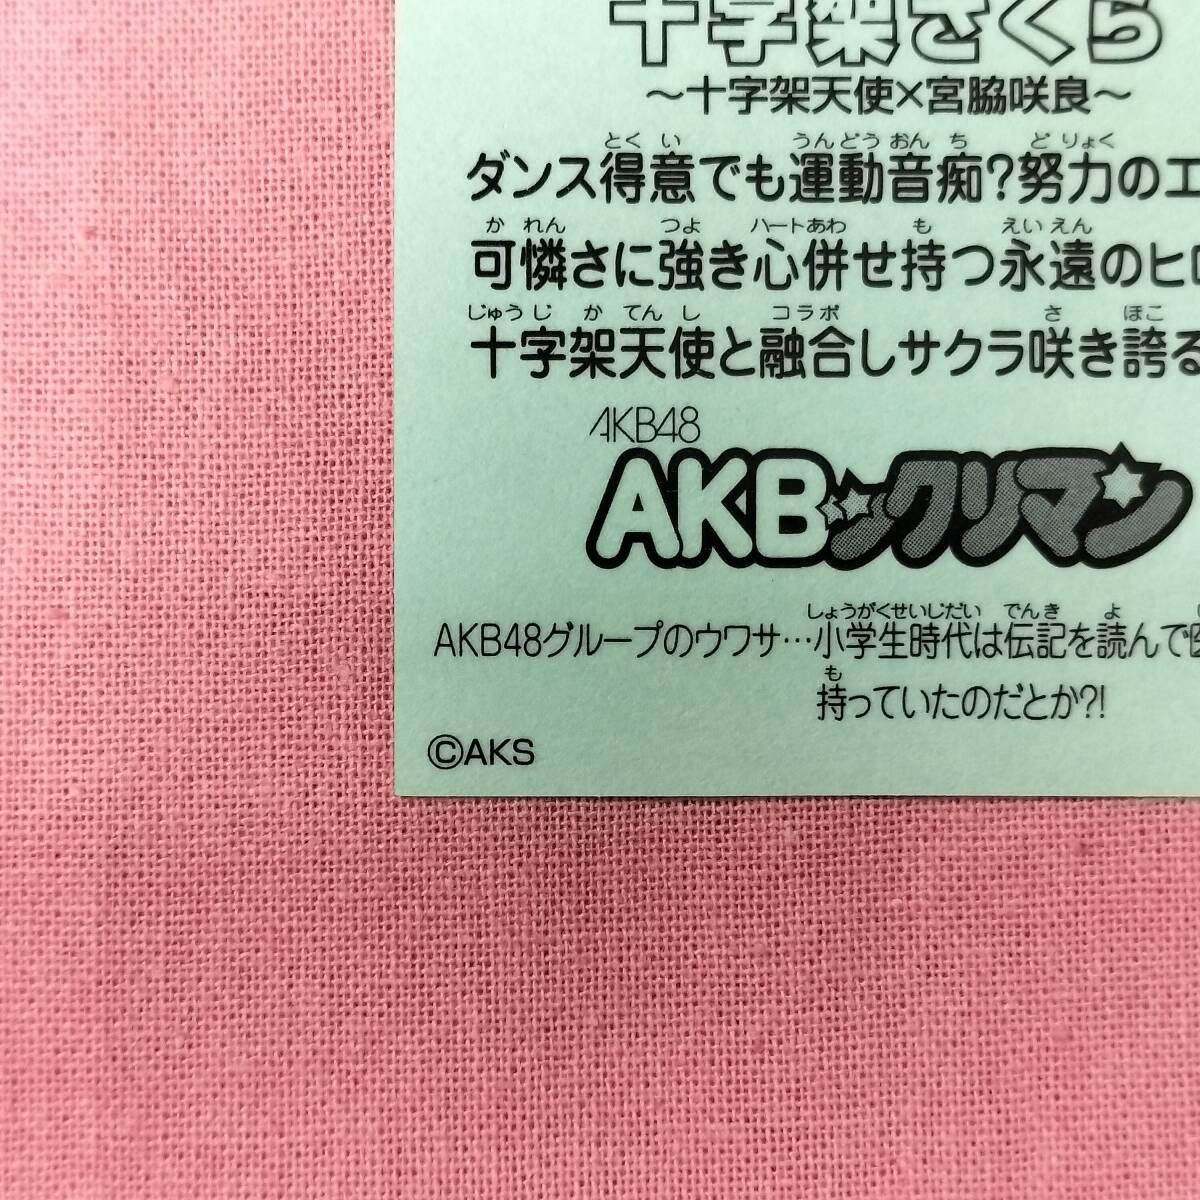 十字架さくら
～十字架天使×宮脇咲良～
とく い うんどう おん ち ど りょく
ダンス得意でも運動音痴?努力のエ
か れん つよ ハートあわ も えい えん
可憐さに強き心併せ持つ永遠のヒロ
じゅう じ か てん し コラボ さ ほこ
十字架天使と融合しサクラ咲き誇る
AKB48
AKBックリマン
しょうがくせいじだい でんき よ
AKB48グループのウワサ…小学生時代は伝記を読んで
も
持っていたのだとか?!
©AKS